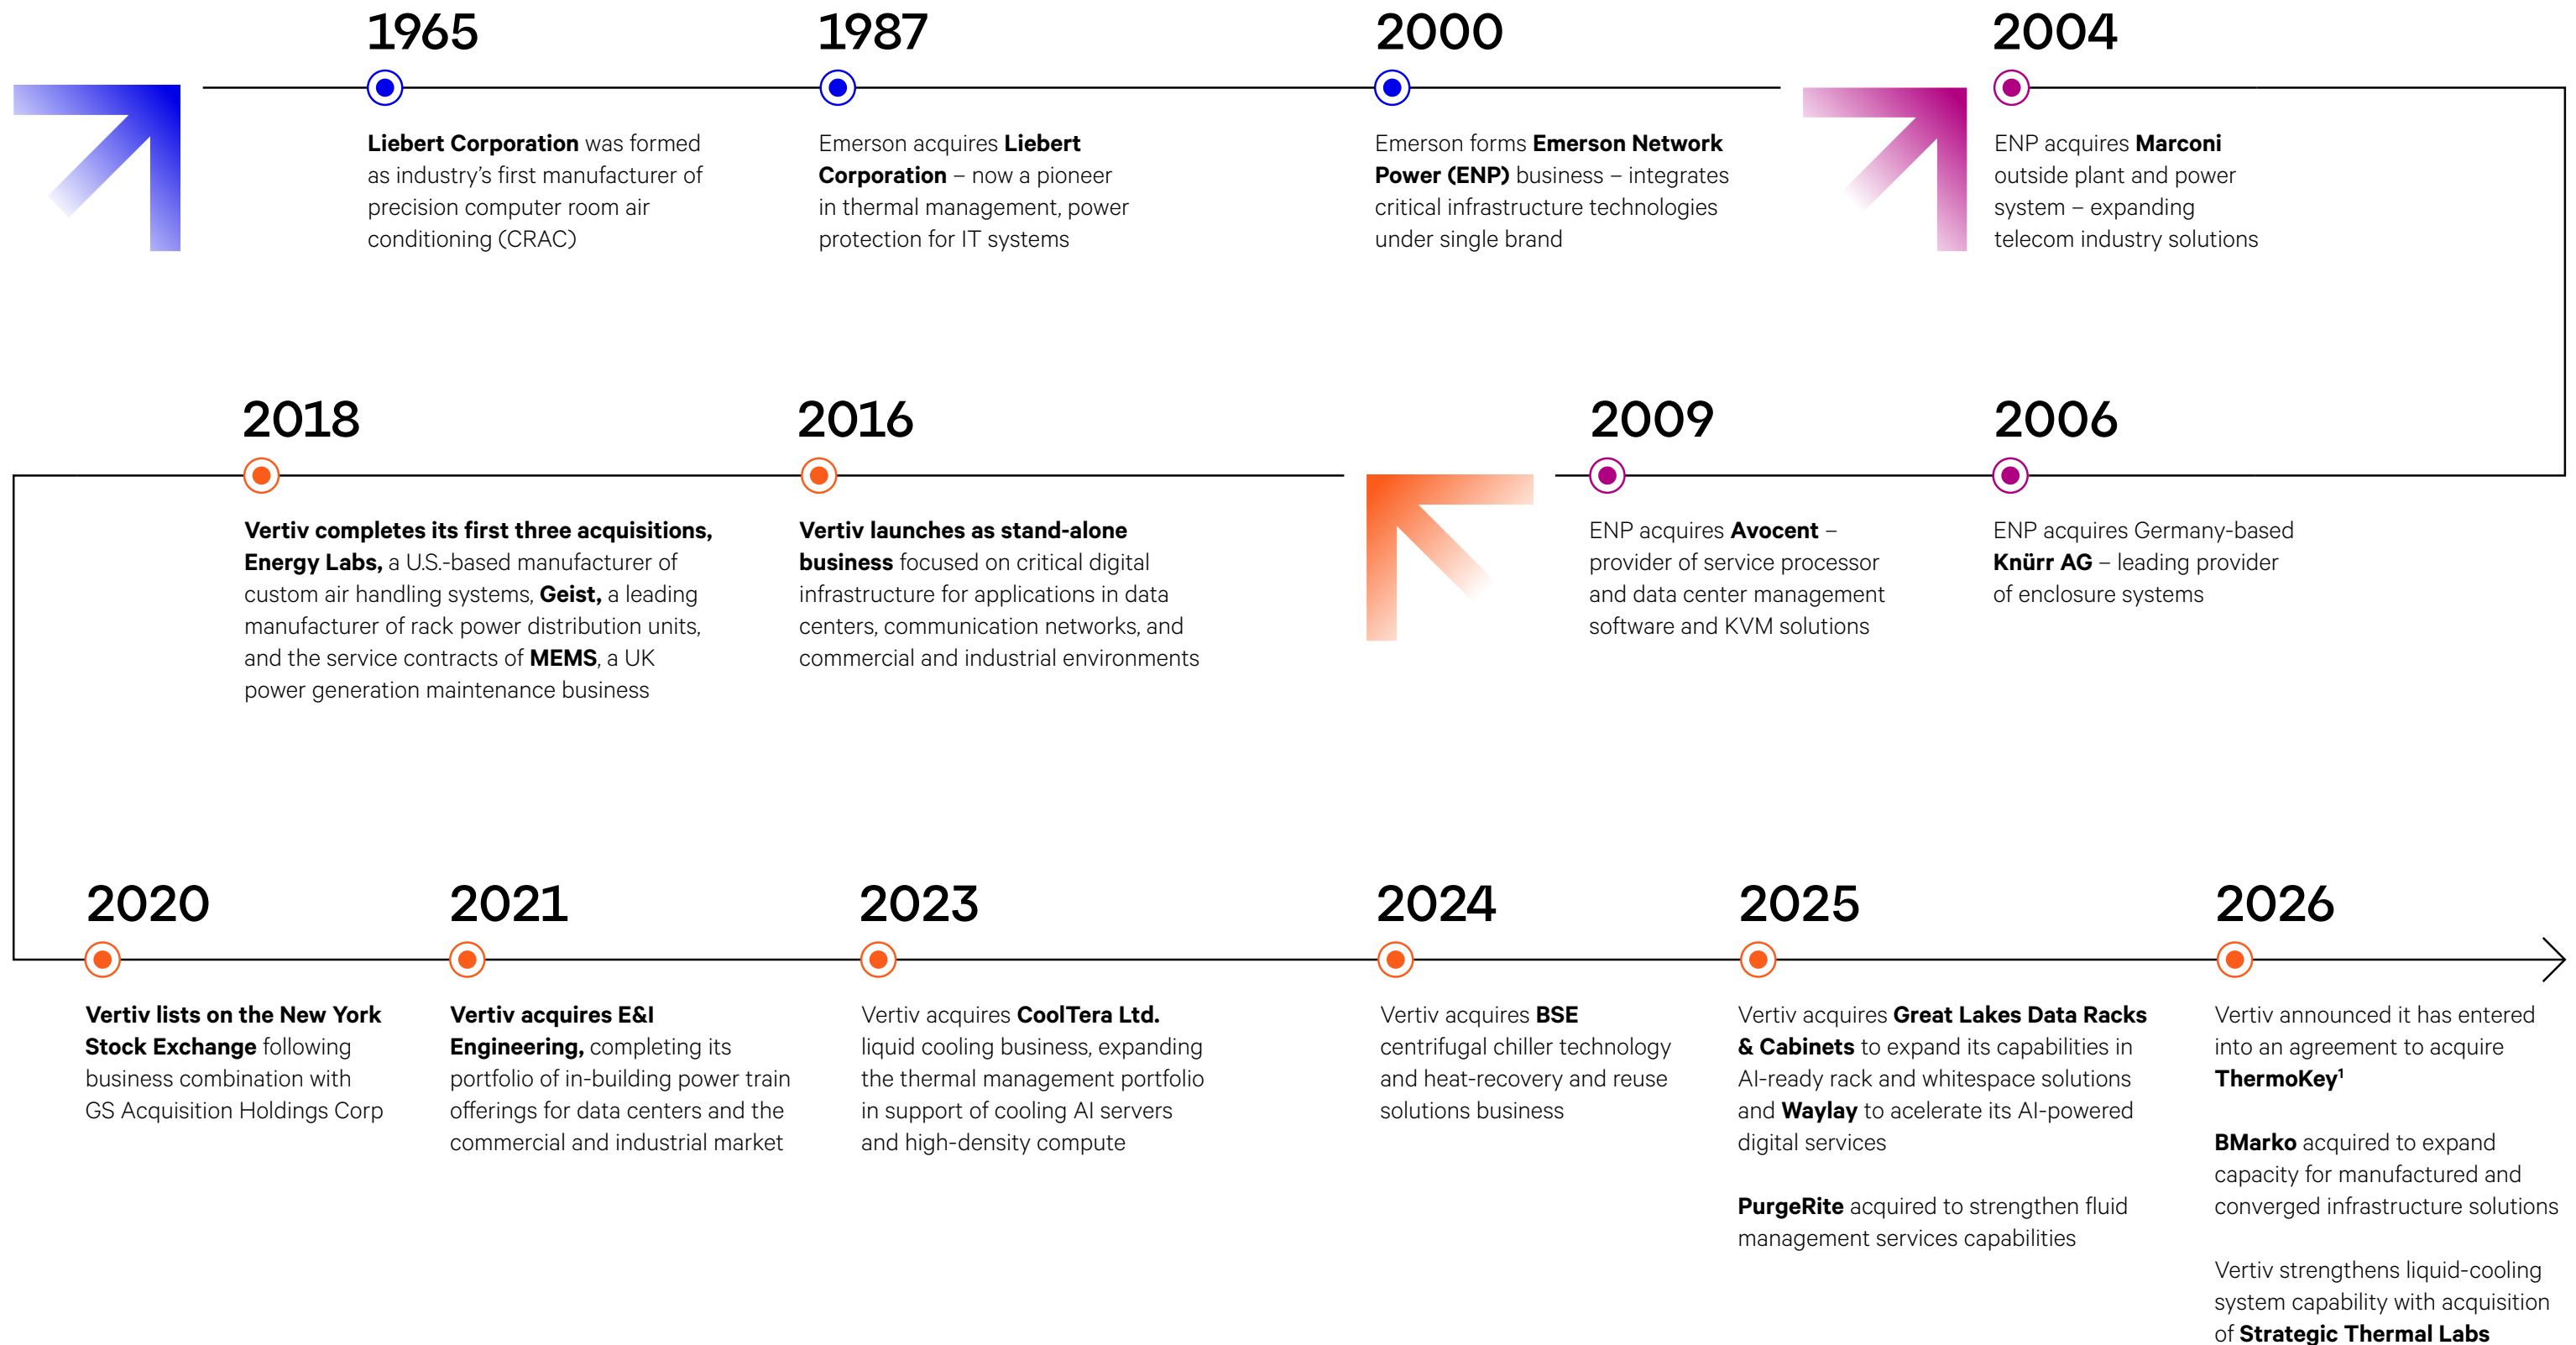 1965
Liebert Corporation was formed
as industry’s first manufacturer of
precision computer room air
conditioning (CRAC)
1987
Emerson acquires Liebert
Corporation – now a pioneer
in thermal management, power
protection for IT systems
2000
Emerson forms Emerson Network
Power (ENP) business – integrates
critical infrastructure technologies
under single brand
2004
ENP acquires Marconi
outside plant and power
system – expanding
telecom industry solutions
2006
ENP acquires Germany-based
Knürr AG – leading provider
of enclosure systems
2009
ENP acquires Avocent –
provider of service processor
and data center management
software and KVM solutions
2016
Vertiv launches as stand-alone
business focused on critical digital
infrastructure for applications in data
centers, communication networks, and
commercial and industrial environments
2018
Vertiv completes its first three acquisitions,
Energy Labs, a U.S.-based manufacturer of
custom air handling systems, Geist, a leading
manufacturer of rack power distribution units,
and the service contracts of MEMS, a UK
power generation maintenance business
2020
Vertiv lists on the New York
Stock Exchange following
business combination with
GS Acquisition Holdings Corp
2021
Vertiv acquires E&I
Engineering, completing its
portfolio of in-building power train
offerings for data centers and the
commercial and industrial market
2023
Vertiv acquires CoolTera Ltd.
liquid cooling business, expanding
the thermal management portfolio
in support of cooling AI servers
and high-density compute
2024
Vertiv acquires BSE
centrifugal chiller technology
and heat-recovery and reuse
solutions business
2025
Vertiv acquires Great Lakes Data Racks
& Cabinets to expand its capabilities in
AI-ready rack and whitespace solutions
and Waylay to acelerate its AI-powered
digital services
PurgeRite acquired to strengthen fluid
management services capabilities
2026
Vertiv announced it has entered
into an agreement to acquire
ThermoKey¹
BMarko acquired to expand
capacity for manufactured and
converged infrastructure solutions
Vertiv strengthens liquid-cooling
system capability with acquisition
of Strategic Thermal Labs